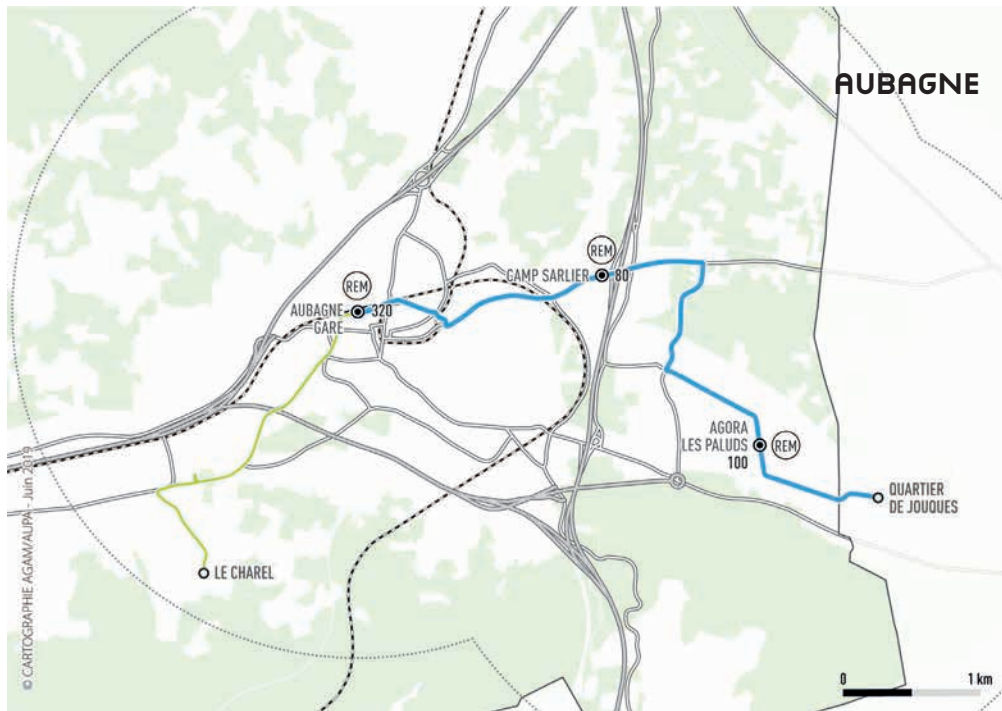 AUBAGNE
REM
CAMP SARLIER
80
REM
AUBAGNE
GARE
320
AGORA
LES PALUDS
100
REM
QUARTIER
DE JOUQUES
LE CHAREL
© CARTOGRAPHIE AGAM/AUPA - Juin 2019
0 1 km